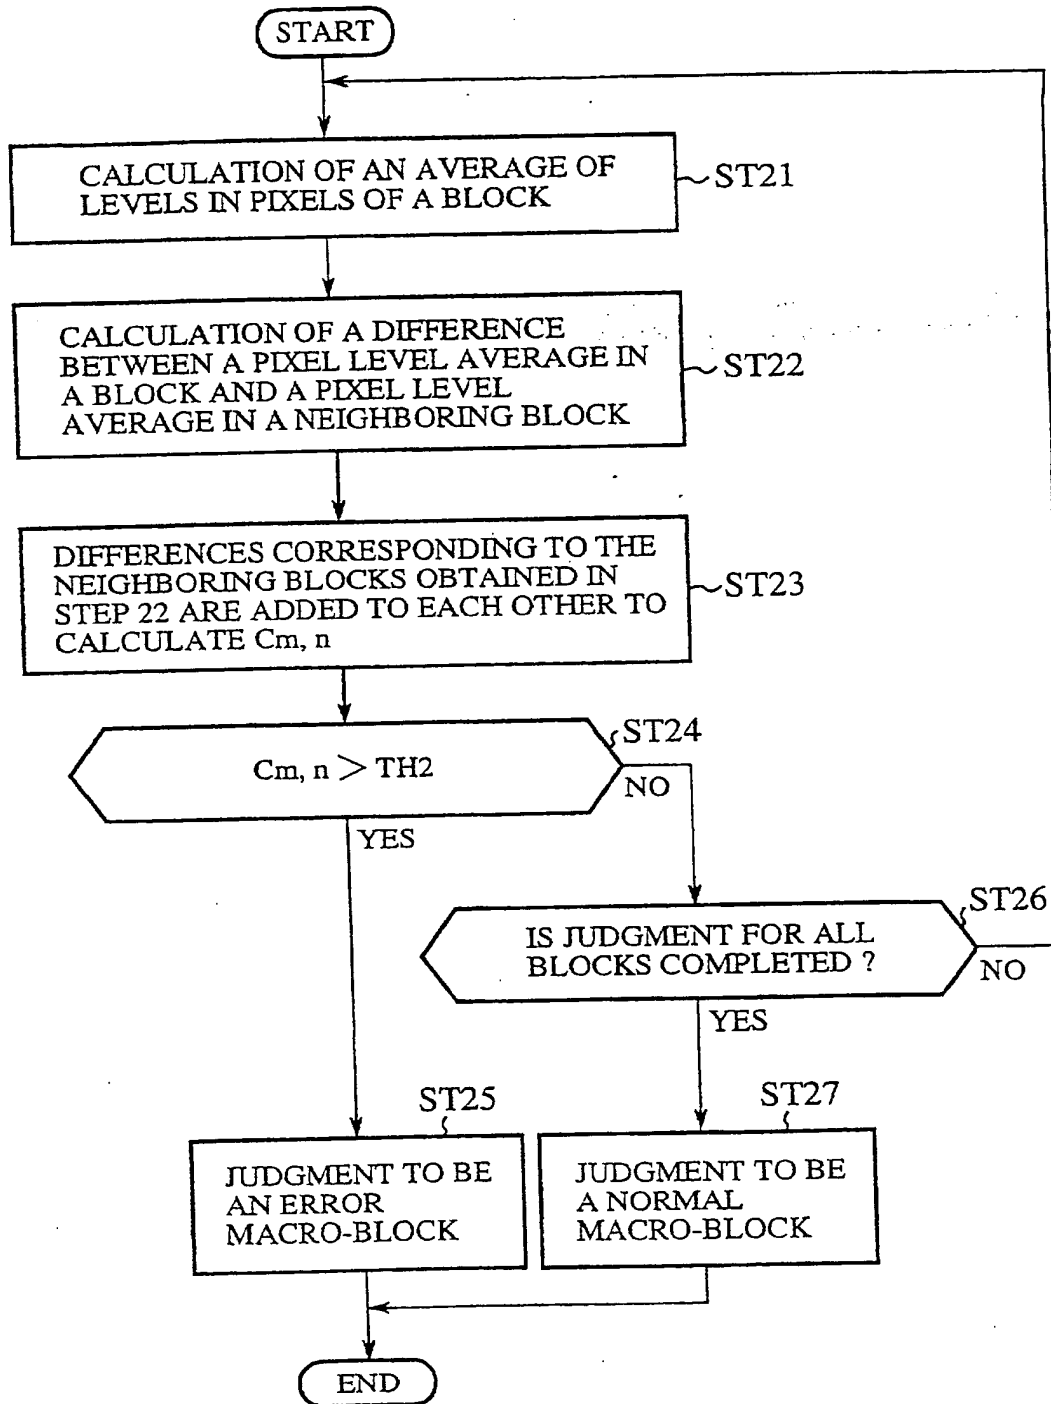 START
CALCULATION OF AN AVERAGE OF
LEVELS IN PIXELS OF A BLOCK
ST21
CALCULATION OF A DIFFERENCE
BETWEEN A PIXEL LEVEL AVERAGE IN
A BLOCK AND A PIXEL LEVEL
AVERAGE IN A NEIGHBORING BLOCK
ST22
DIFFERENCES CORRESPONDING TO THE
NEIGHBORING BLOCKS OBTAINED IN
STEP 22 ARE ADDED TO EACH OTHER TO
CALCULATE Cm, n
ST23
ST24
Cm, n > TH2
NO
YES
ST26
IS JUDGMENT FOR ALL
BLOCKS COMPLETED ?
NO
YES
ST25
JUDGMENT TO BE
AN ERROR
MACRO-BLOCK
ST27
JUDGMENT TO BE
A NORMAL
MACRO-BLOCK
END